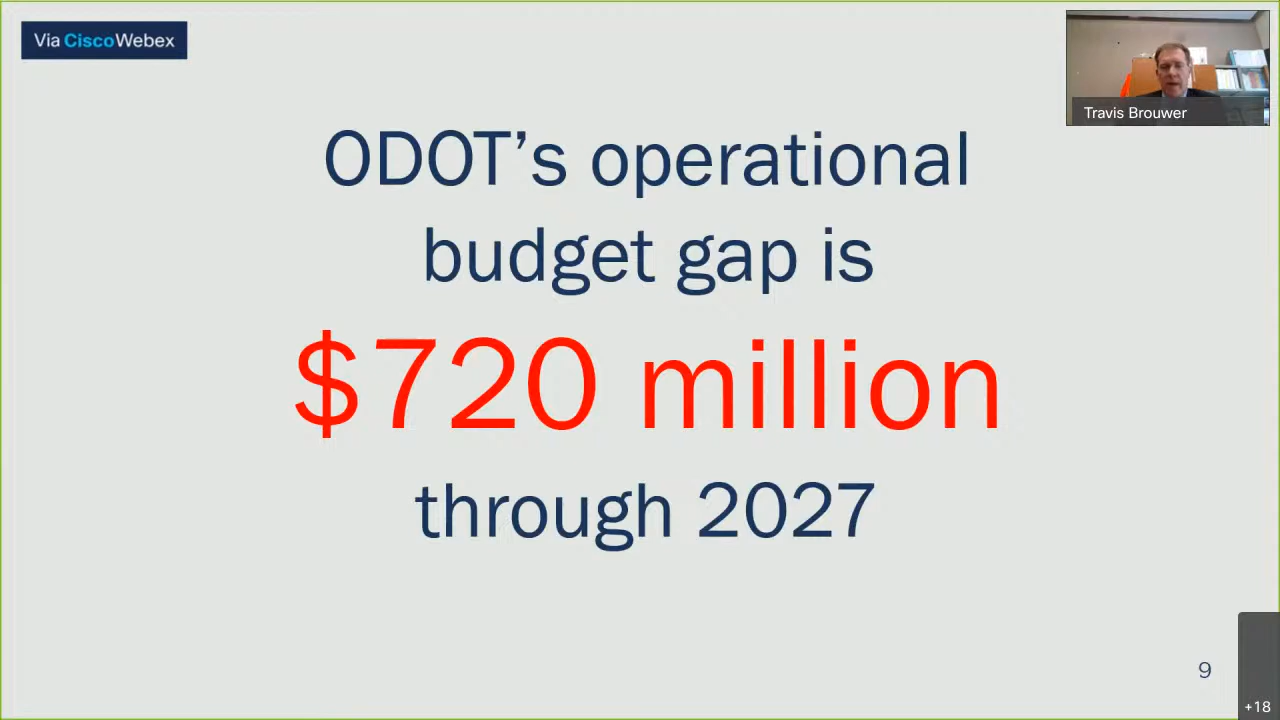 Via CiscoWebex
Travis Brouwer
ODOT’s operational
budget gap is
$720 million
through 2027
9
+18